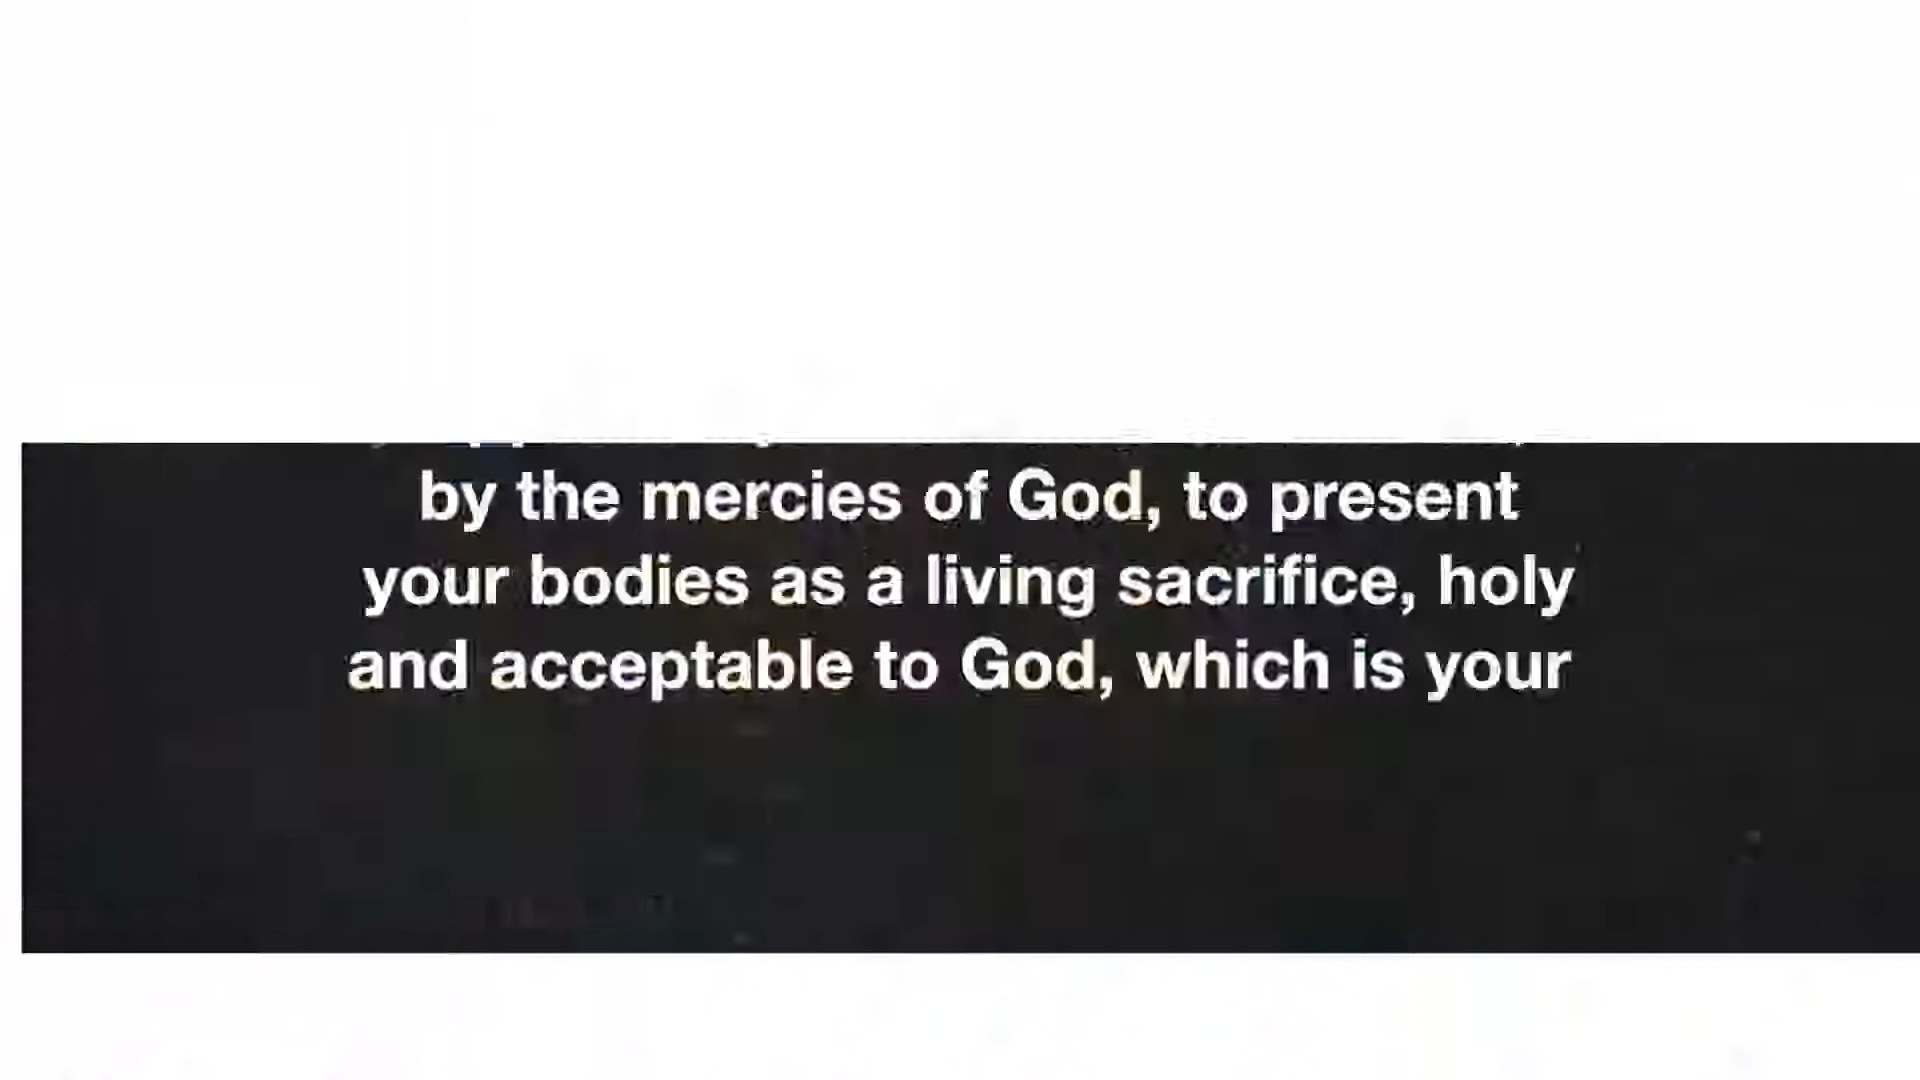 by the mercies of God, to present
your bodies as a living sacrifice, holy
and acceptable to God, which is your